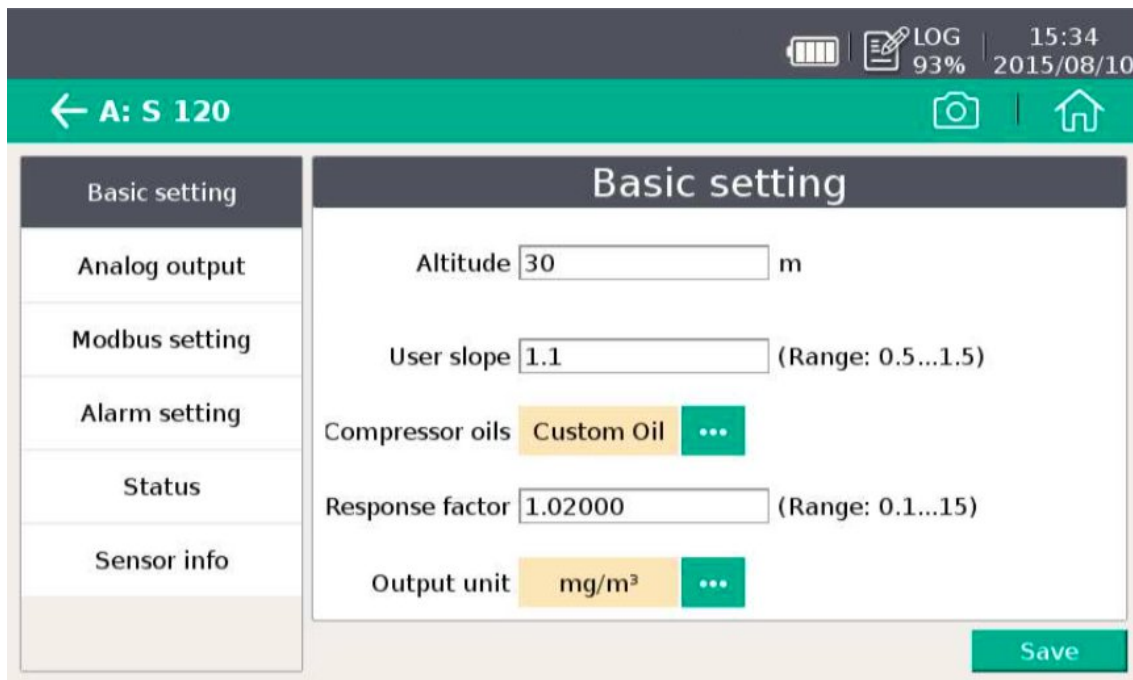 LOG 15:34
93% 2015/08/10
A: S 120
Basic setting
Analog output
Modbus setting
Alarm setting
Status
Sensor info
Basic setting
Altitude 30 m
User slope 1.1 (Range: 0.5...1.5)
Compressor oils Custom Oil ...
Response factor 1.02000 (Range: 0.1...15)
Output unit mg/m³ ...
Save